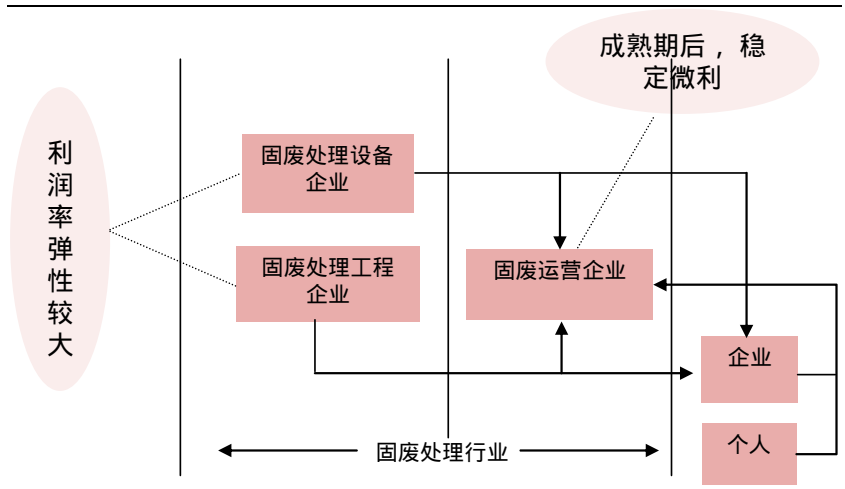 成熟期后，稳
定微利
利
润
率
弹
性
较
大
固废处理设备
企业
固废处理工程
企业
固废运营企业
企业
个人
固废处理行业